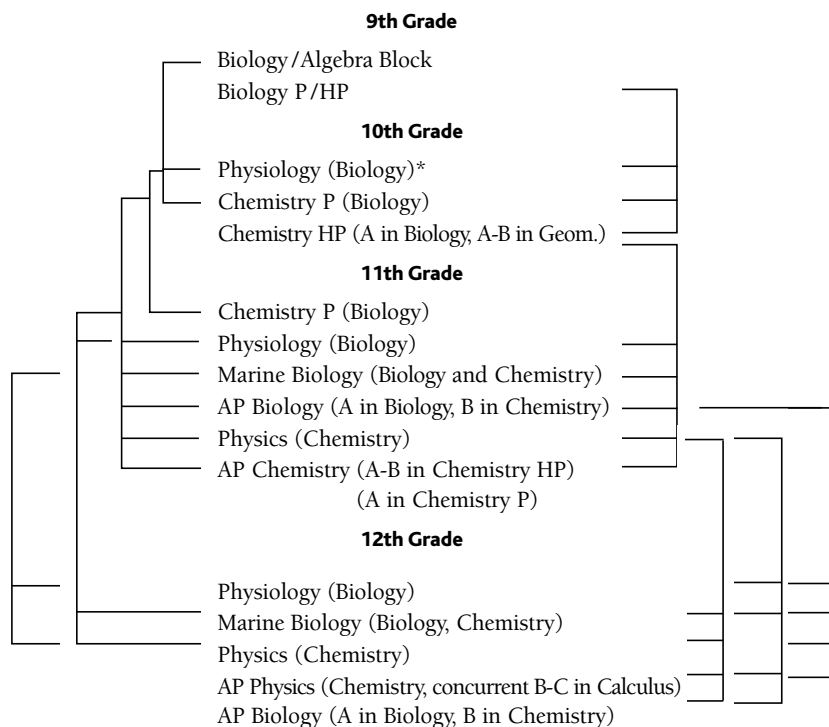 9th Grade
Biology/Algebra Block
Biology P/HP
10th Grade
Physiology (Biology)*
Chemistry P (Biology)
Chemistry HP (A in Biology, A-B in Geom.)
11th Grade
Chemistry P (Biology)
Physiology (Biology)
Marine Biology (Biology and Chemistry)
AP Biology (A in Biology, B in Chemistry)
Physics (Chemistry)
AP Chemistry (A-B in Chemistry HP)
(A in Chemistry P)
12th Grade
Physiology (Biology)
Marine Biology (Biology, Chemistry)
Physics (Chemistry)
AP Physics (Chemistry, concurrent B-C in Calculus)
AP Biology (A in Biology, B in Chemistry)